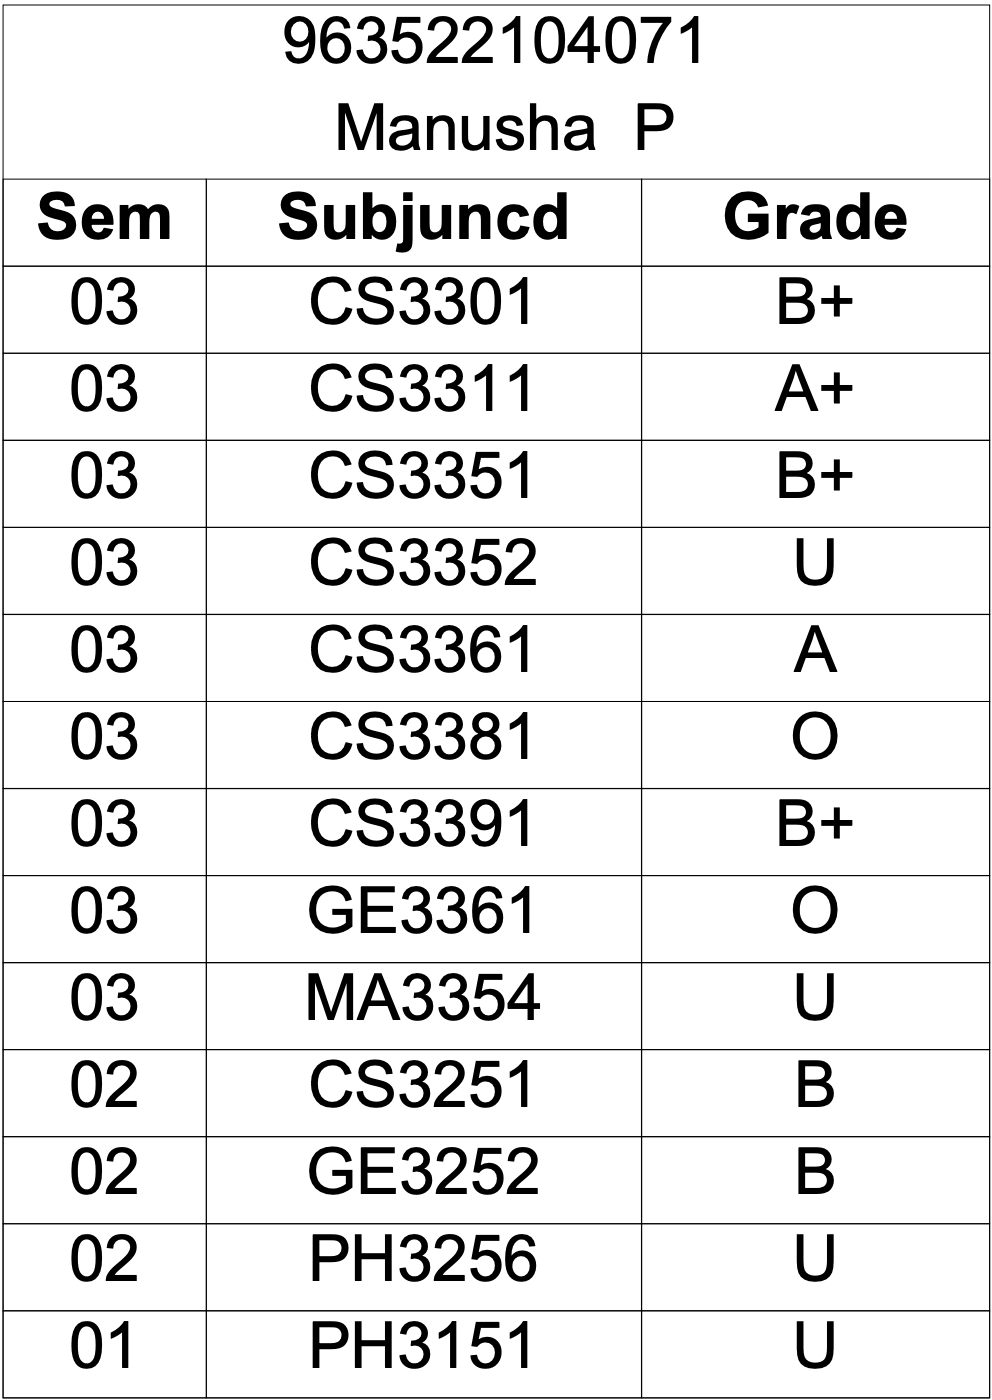 963522104071
Manusha P
Sem Subjuncd Grade
03 CS3301 B+
03 CS3311 A+
03 CS3351 B+
03 CS3352 U
03 CS3361 A
03 CS3381 O
03 CS3391 B+
03 GE3361 O
03 MA3354 U
02 CS3251 B
02 GE3252 B
02 PH3256 U
01 PH3151 U